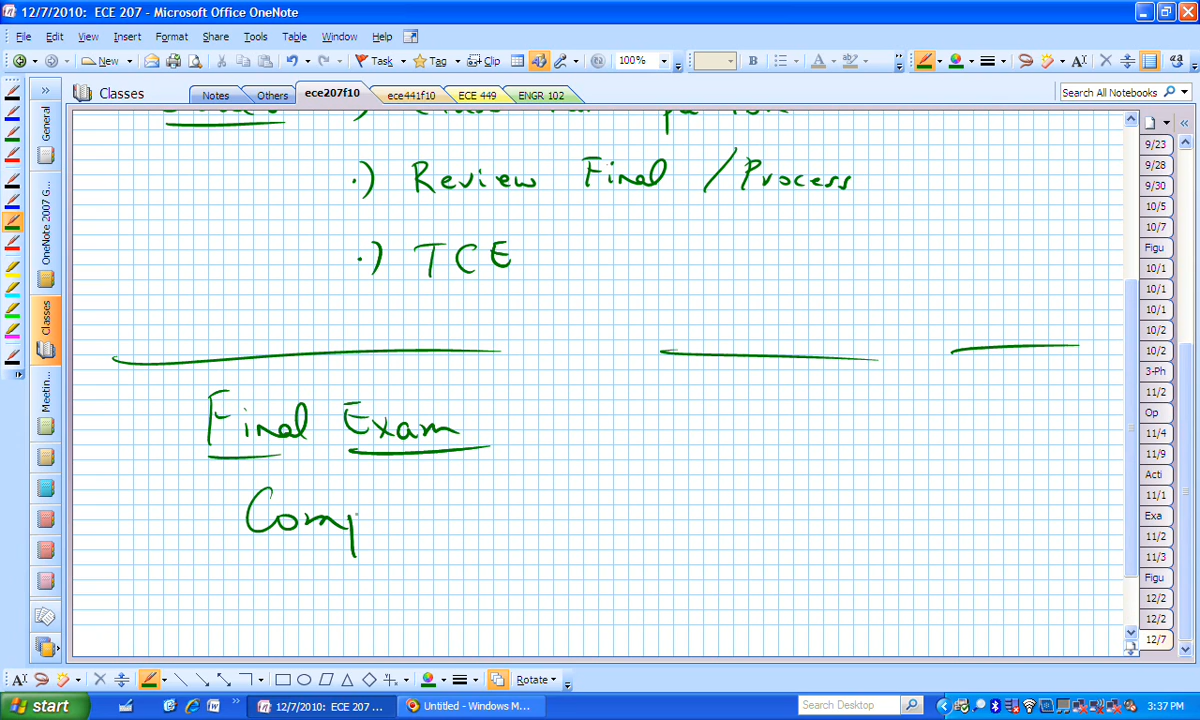 12/7/2010: ECE 207 - Microsoft Office OneNote
File Edit View Insert Format Share Tools Table Window Help
New Task Tag Clip 100% B A ab
Classes Notes Others ece207f10 ece441f10 ECE 449 ENGR 102 Search All Notebooks
General
OneNote 2007 G...
Classes
Meetin...
.) Review Final / Process
.) TCE
Final Exam
Comp
9/23
9/28
9/30
10/5
10/7
Figu
10/1
10/1
10/1
10/2
10/2
3-Ph
11/2
Op
11/4
11/9
Acti
11/1
Exa
11/2
11/3
Figu
12/2
12/2
12/7
Rotate
start 12/7/2010: ECE 207 ... Untitled - Windows M... Search Desktop 3:37 PM